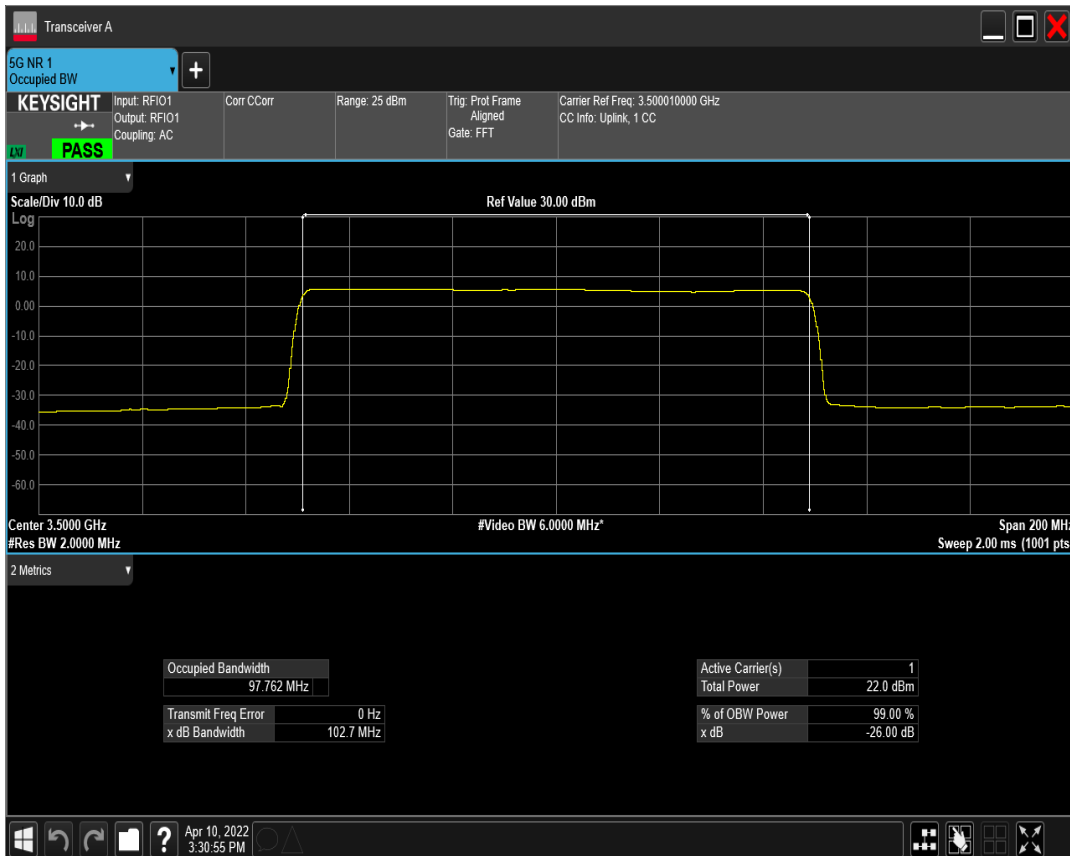 Transceiver A
5G NR 1
Occupied BW
+
KEYSIGHT
LXI
PASS
Input: RFIO1
Output: RFIO1
Coupling: AC
Corr CCorr
Range: 25 dBm
Trig: Prot Frame
Aligned
Gate: FFT
Carrier Ref Freq: 3.500010000 GHz
CC Info: Uplink, 1 CC
1 Graph
Scale/Div 10.0 dB
Ref Value 30.00 dBm
Log
20.0
10.0
0.00
-10.0
-20.0
-30.0
-40.0
-50.0
-60.0
Center 3.5000 GHz
#Video BW 6.0000 MHz*
Span 200 MHz
#Res BW 2.0000 MHz
Sweep 2.00 ms (1001 pts
2 Metrics
Occupied Bandwidth
97.762 MHz
Transmit Freq Error 0 Hz
x dB Bandwidth 102.7 MHz
Active Carrier(s) 1
Total Power 22.0 dBm
% of OBW Power 99.00 %
x dB -26.00 dB
?
Apr 10, 2022
3:30:55 PM